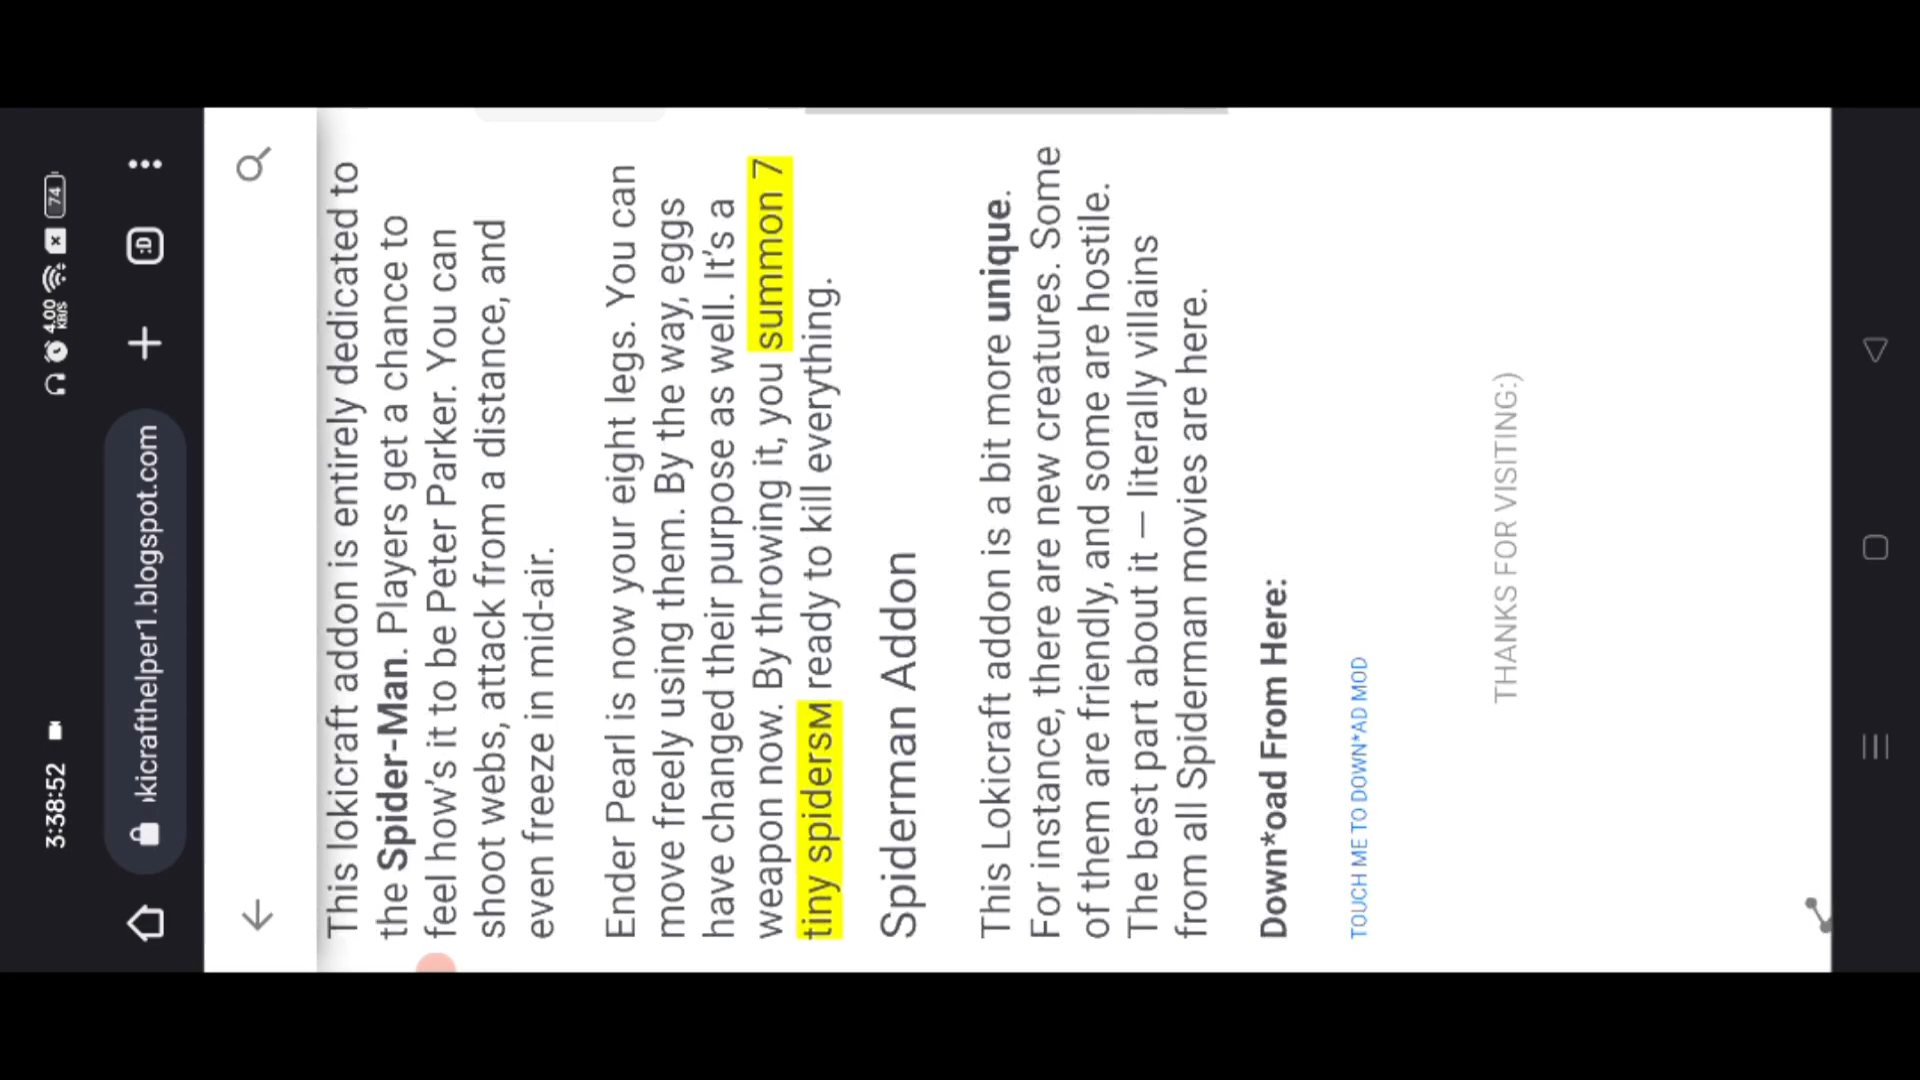 3:38:52
4.00
KB/S
74
kicrafthelper1.blogspot.com
:D
This lokicraft addon is entirely dedicated to
the Spider-Man. Players get a chance to
feel how's it to be Peter Parker. You can
shoot webs, attack from a distance, and
even freeze in mid-air.
Ender Pearl is now your eight legs. You can
move freely using them. By the way, eggs
have changed their purpose as well. It's a
weapon now. By throwing it, you summon 7
tiny spidersM ready to kill everything.
Spiderman Addon
This Lokicraft addon is a bit more unique.
For instance, there are new creatures. Some
of them are friendly, and some are hostile.
The best part about it — literally villains
from all Spiderman movies are here.
Down*oad From Here:
TOUCH ME TO DOWN*AD MOD
THANKS FOR VISITING:)